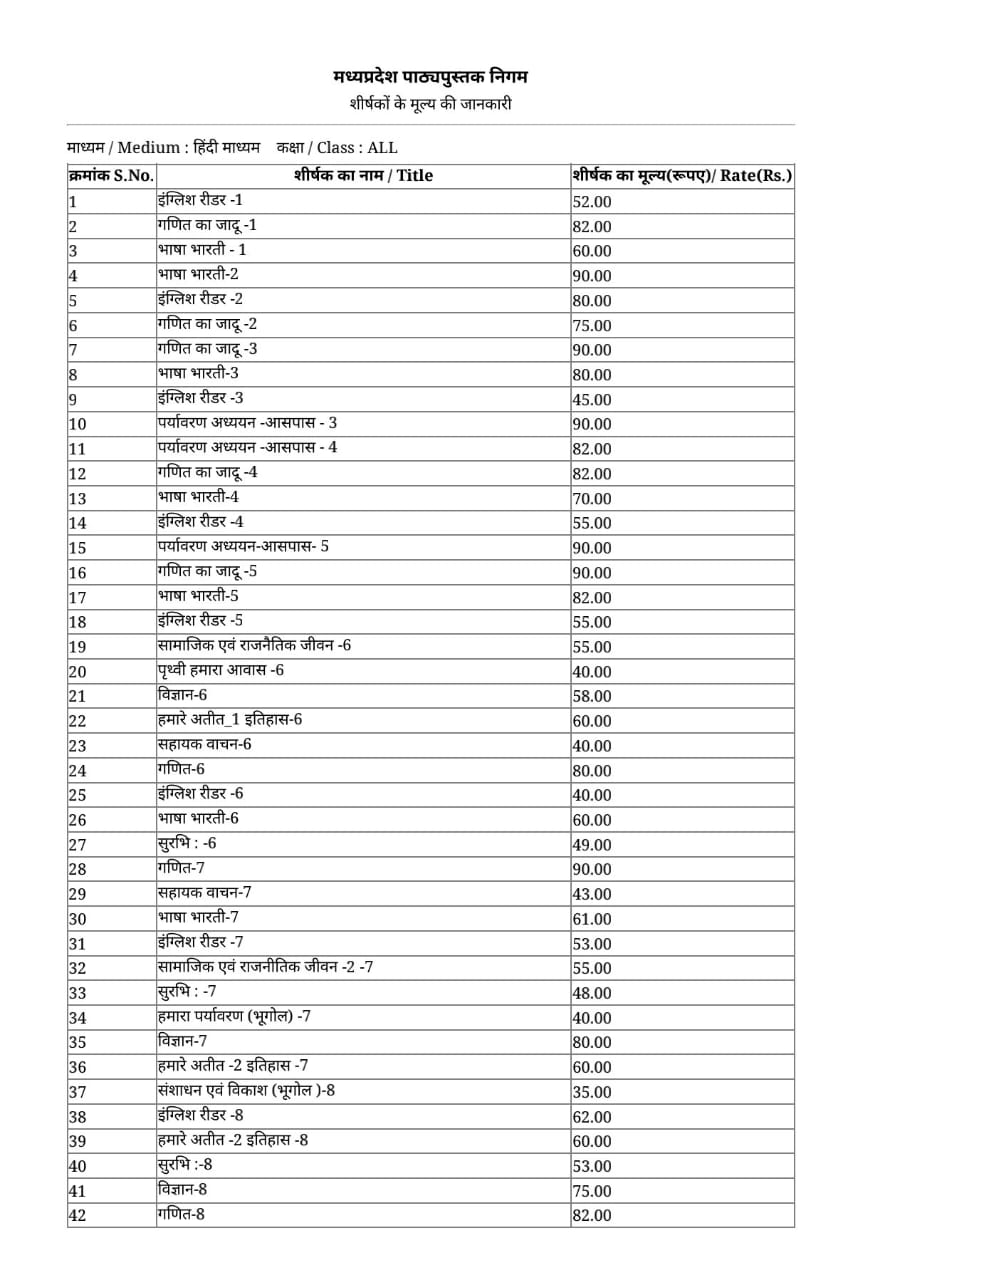 मध्यप्रदेश पाठ्यपुस्तक निगम
शीर्षकों के मूल्य की जानकारी
माध्यम / Medium : हिंदी माध्यम कक्षा / Class : ALL
क्रमांक S.No. शीर्षक का नाम / Title शीर्षक का मूल्य(रूपए)/ Rate(Rs.)
1 इंग्लिश रीडर -1 52.00
2 गणित का जादू -1 82.00
3 भाषा भारती - 1 60.00
4 भाषा भारती-2 90.00
5 इंग्लिश रीडर -2 80.00
6 गणित का जादू -2 75.00
7 गणित का जादू -3 90.00
8 भाषा भारती-3 80.00
9 इंग्लिश रीडर -3 45.00
10 पर्यावरण अध्ययन -आसपास - 3 90.00
11 पर्यावरण अध्ययन -आसपास - 4 82.00
12 गणित का जादू -4 82.00
13 भाषा भारती-4 70.00
14 इंग्लिश रीडर -4 55.00
15 पर्यावरण अध्ययन-आसपास- 5 90.00
16 गणित का जादू -5 90.00
17 भाषा भारती-5 82.00
18 इंग्लिश रीडर -5 55.00
19 सामाजिक एवं राजनैतिक जीवन -6 55.00
20 पृथ्वी हमारा आवास -6 40.00
21 विज्ञान-6 58.00
22 हमारे अतीत_1 इतिहास-6 60.00
23 सहायक वाचन-6 40.00
24 गणित-6 80.00
25 इंग्लिश रीडर -6 40.00
26 भाषा भारती-6 60.00
27 सुरभि : -6 49.00
28 गणित-7 90.00
29 सहायक वाचन-7 43.00
30 भाषा भारती-7 61.00
31 इंग्लिश रीडर -7 53.00
32 सामाजिक एवं राजनीतिक जीवन -2 -7 55.00
33 सुरभि : -7 48.00
34 हमारा पर्यावरण (भूगोल) -7 40.00
35 विज्ञान-7 80.00
36 हमारे अतीत -2 इतिहास -7 60.00
37 संशाधन एवं विकाश (भूगोल )-8 35.00
38 इंग्लिश रीडर -8 62.00
39 हमारे अतीत -2 इतिहास -8 60.00
40 सुरभि :-8 53.00
41 विज्ञान-8 75.00
42 गणित-8 82.00